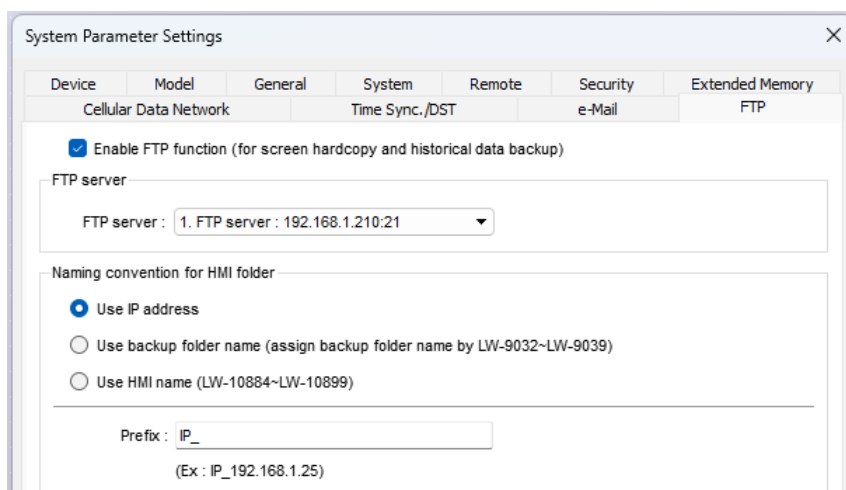 System Parameter Settings
Device Model General System Remote Security Extended Memory
Cellular Data Network Time Sync./DST e-Mail FTP
Enable FTP function (for screen hardcopy and historical data backup)
FTP server
FTP server : 1. FTP server : 192.168.1.210:21
Naming convention for HMI folder
Use IP address
Use backup folder name (assign backup folder name by LW-9032~LW-9039)
Use HMI name (LW-10884~LW-10899)
Prefix : IP_
(Ex : IP_192.168.1.25)